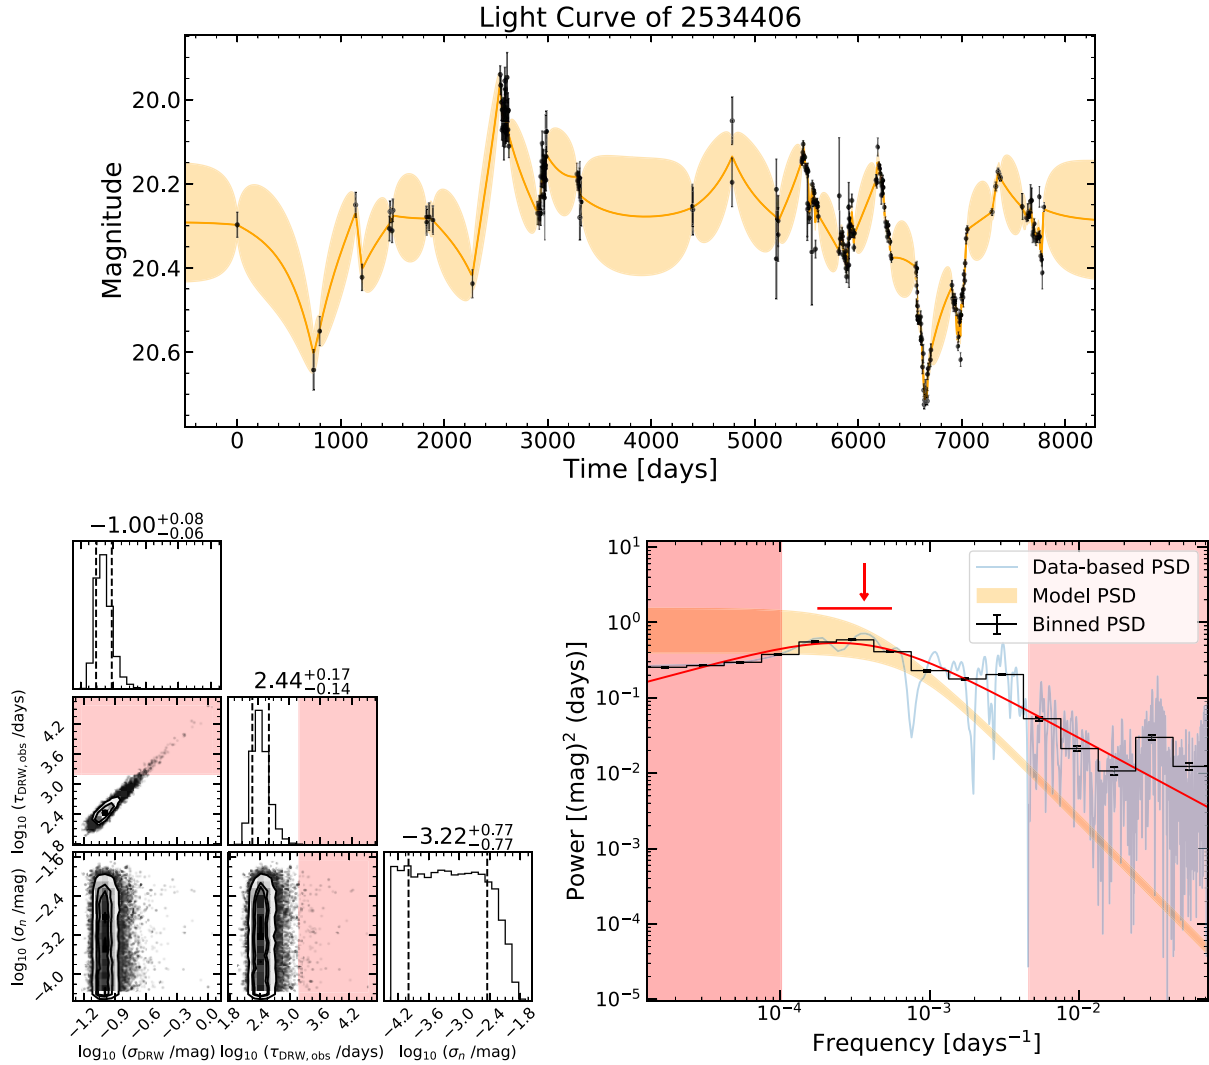 Light Curve of 2534406
20.0
20.2
20.4
20.6
Magnitude
0 1000 2000 3000 4000 5000 6000 7000 8000
Time [days]
−1.00 +0.08 −0.06
2.44 +0.17 −0.14
−3.22 +0.77 −0.77
log₁₀ (τ_DRW,obs /days)
4.2
3.6
3.0
2.4
1.8
log₁₀ (σₙ /mag)
−1.6
−2.4
−3.2
−4.0
−1.2 −0.9 −0.6 −0.3 0.0
log₁₀ (σ_DRW /mag)
1.8 2.4 3.0 3.6 4.2
log₁₀ (τ_DRW,obs /days)
−4.2 −3.6 −3.0 −2.4 −1.8
log₁₀ (σₙ /mag)
Data-based PSD
Model PSD
Binned PSD
Power [(mag)² (days)]
10¹
10⁰
10⁻¹
10⁻²
10⁻³
10⁻⁴
10⁻⁵
10⁻⁴ 10⁻³ 10⁻²
Frequency [days⁻¹]